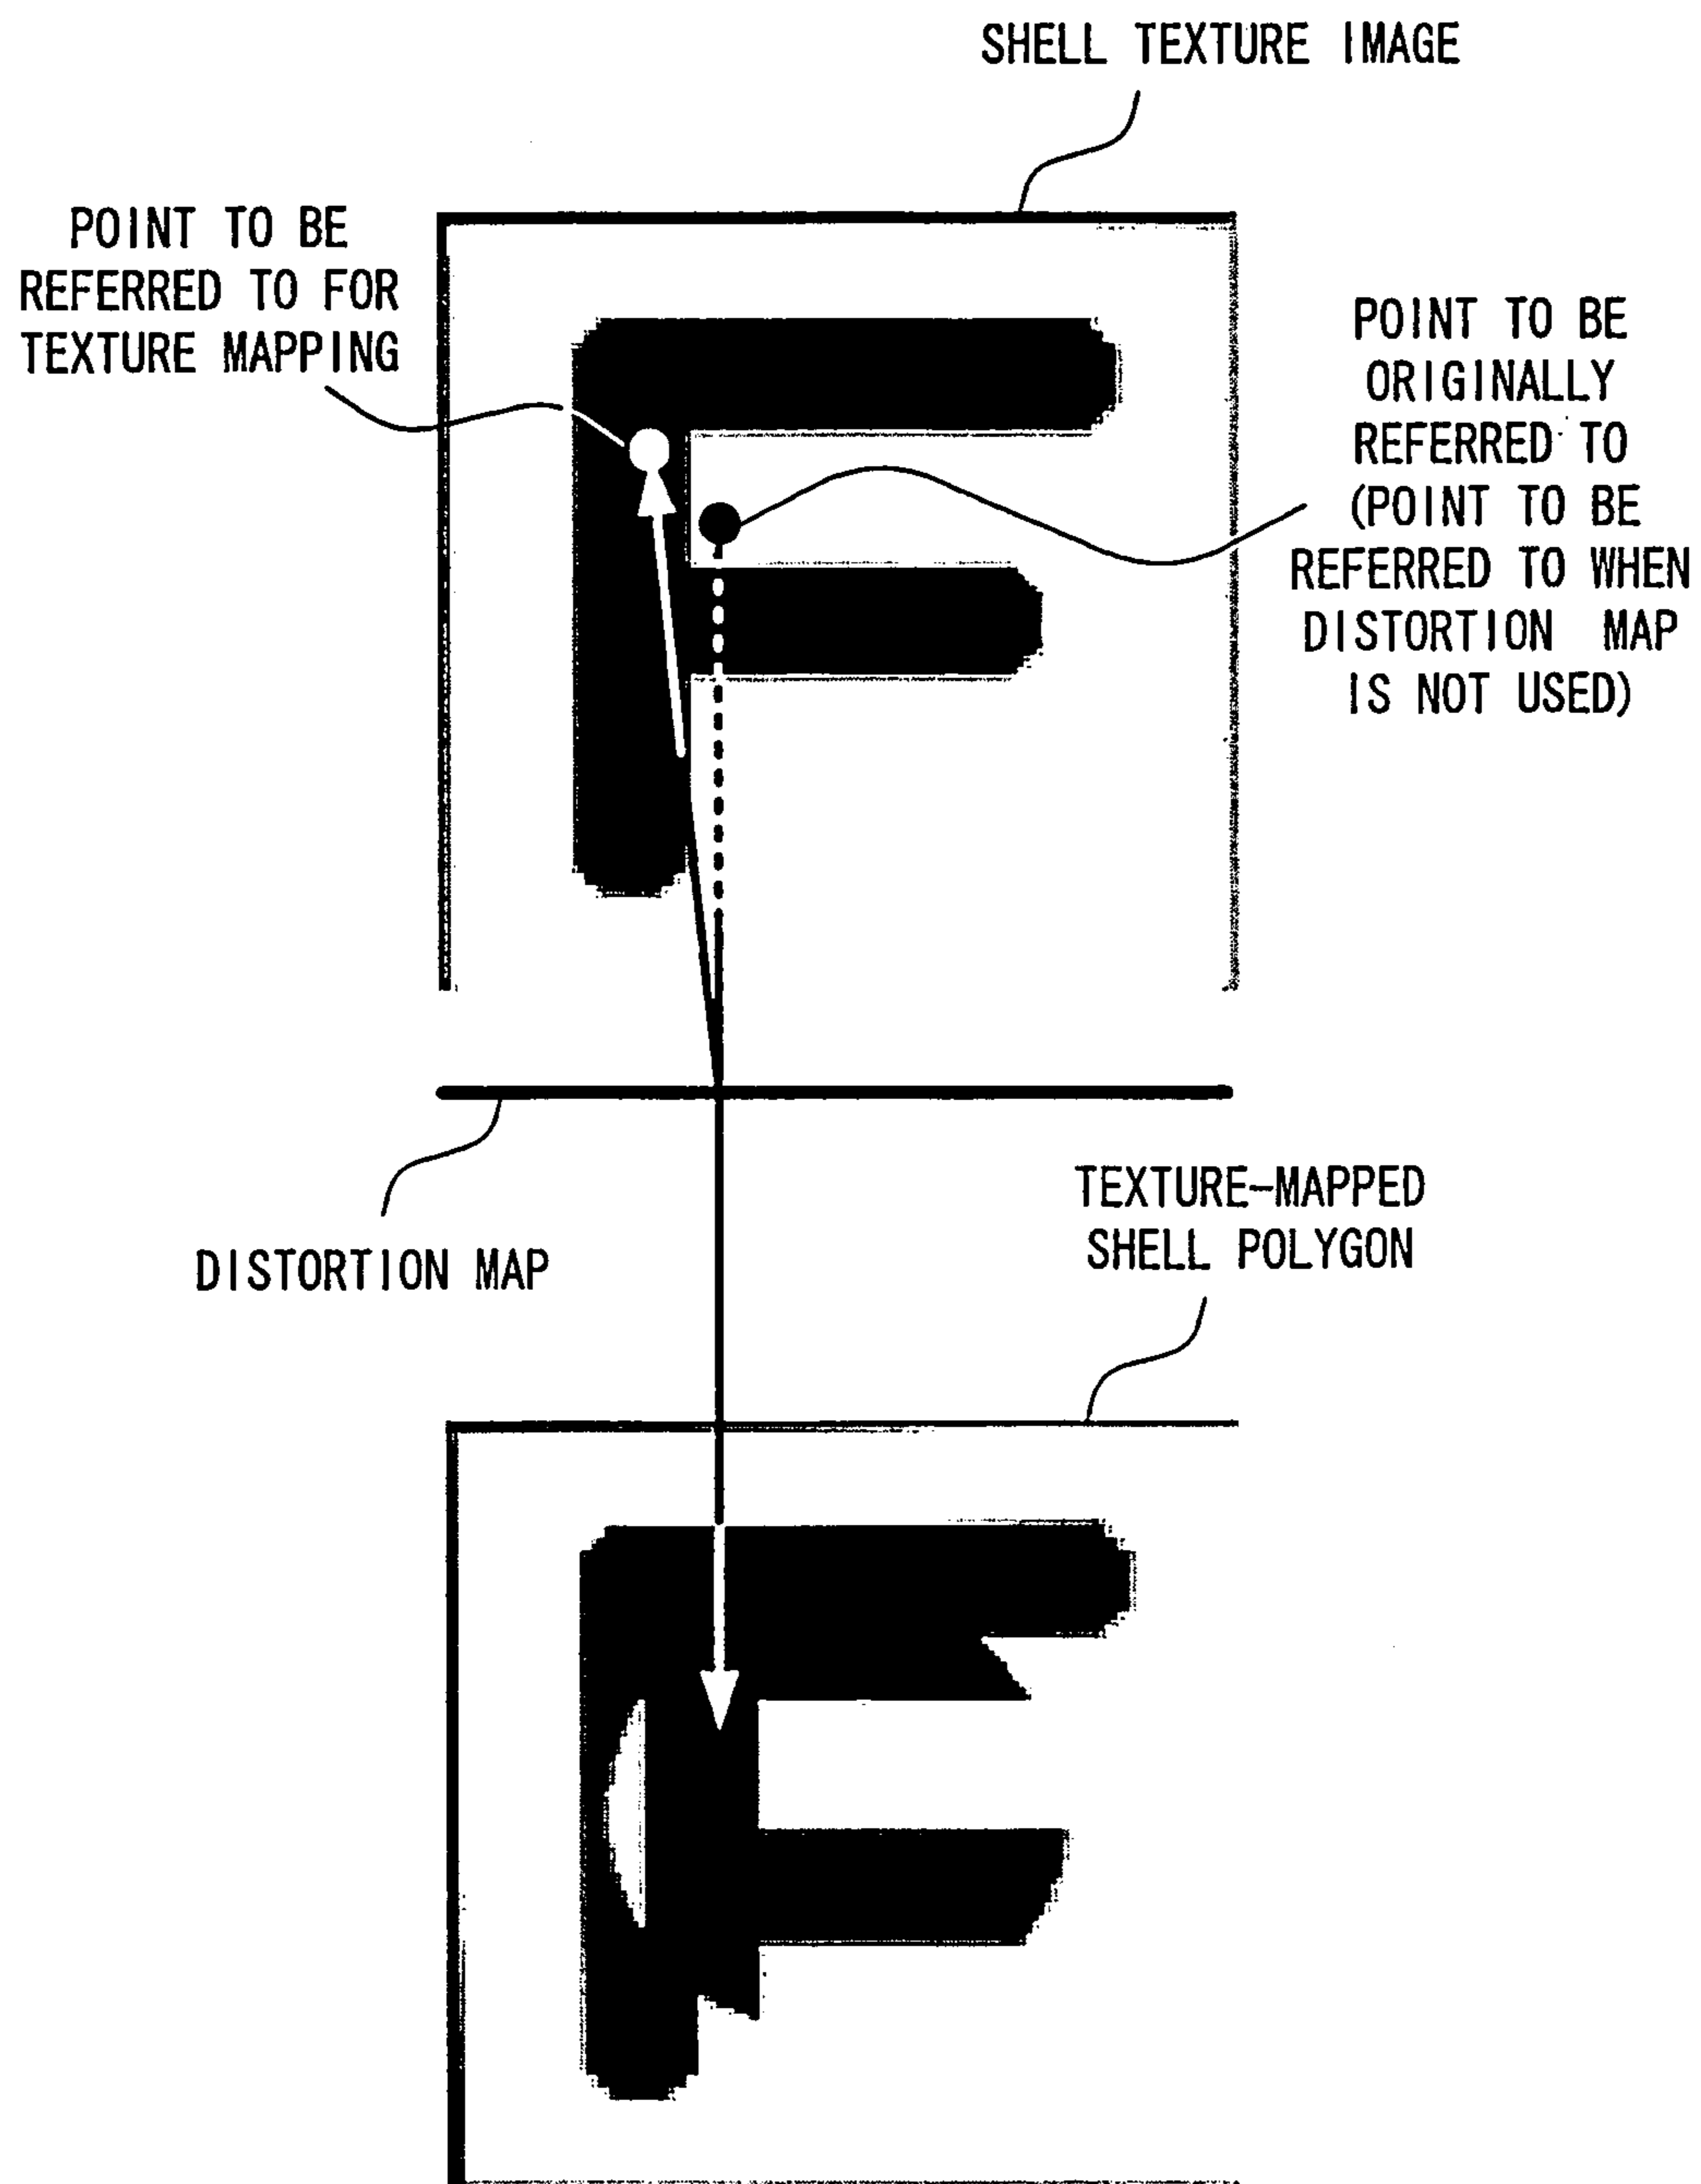 SHELL TEXTURE IMAGE
POINT TO BE
REFERRED TO FOR
TEXTURE MAPPING
POINT TO BE
ORIGINALLY
REFERRED TO
(POINT TO BE
REFERRED TO WHEN
DISTORTION MAP
IS NOT USED)
DISTORTION MAP
TEXTURE-MAPPED
SHELL POLYGON
F
F